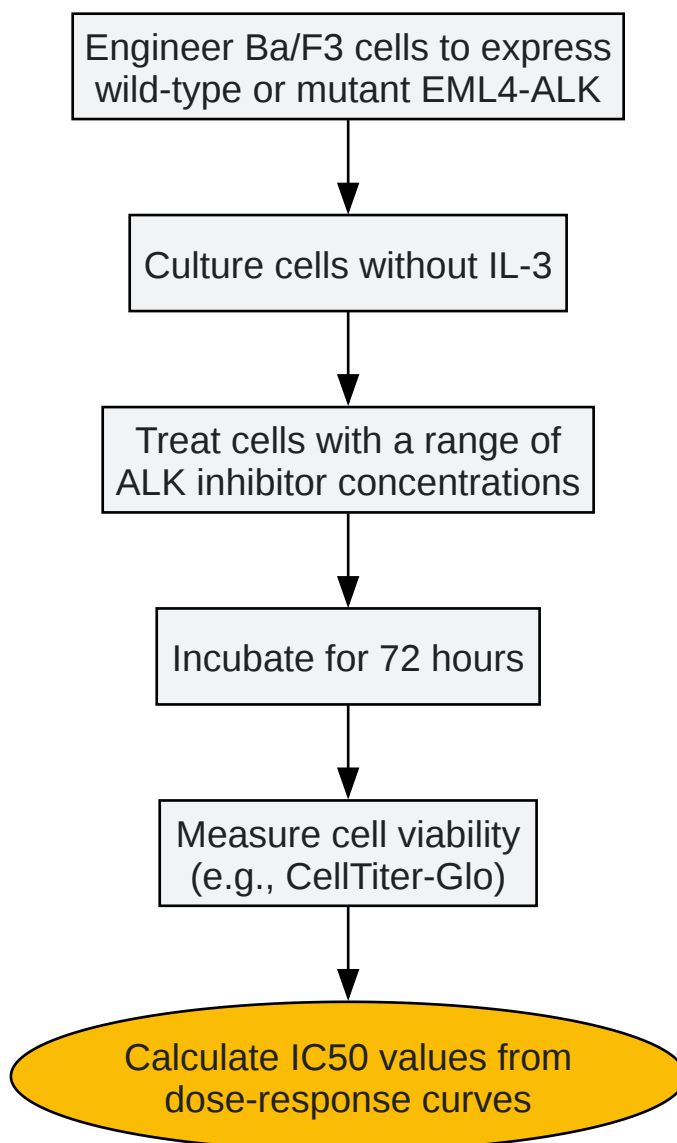 Engineer Ba/F3 cells to express
wild-type or mutant EML4-ALK
Culture cells without IL-3
Treat cells with a range of
ALK inhibitor concentrations
Incubate for 72 hours
Measure cell viability
(e.g., CellTiter-Glo)
Calculate IC50 values from
dose-response curves